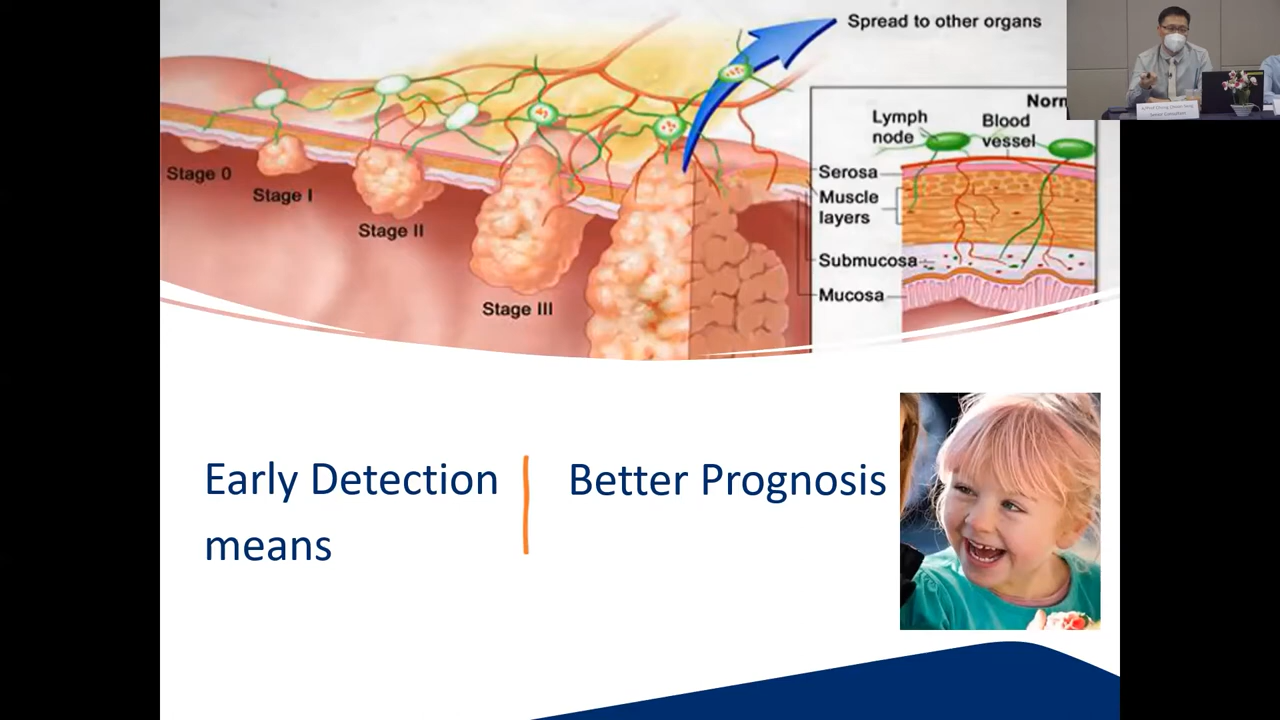 Spread to other organs
Norn
Lymph node
Blood vessel
Serosa
Muscle layers
Submucosa
Mucosa
Stage 0
Stage I
Stage II
Stage III
Early Detection means
Better Prognosis